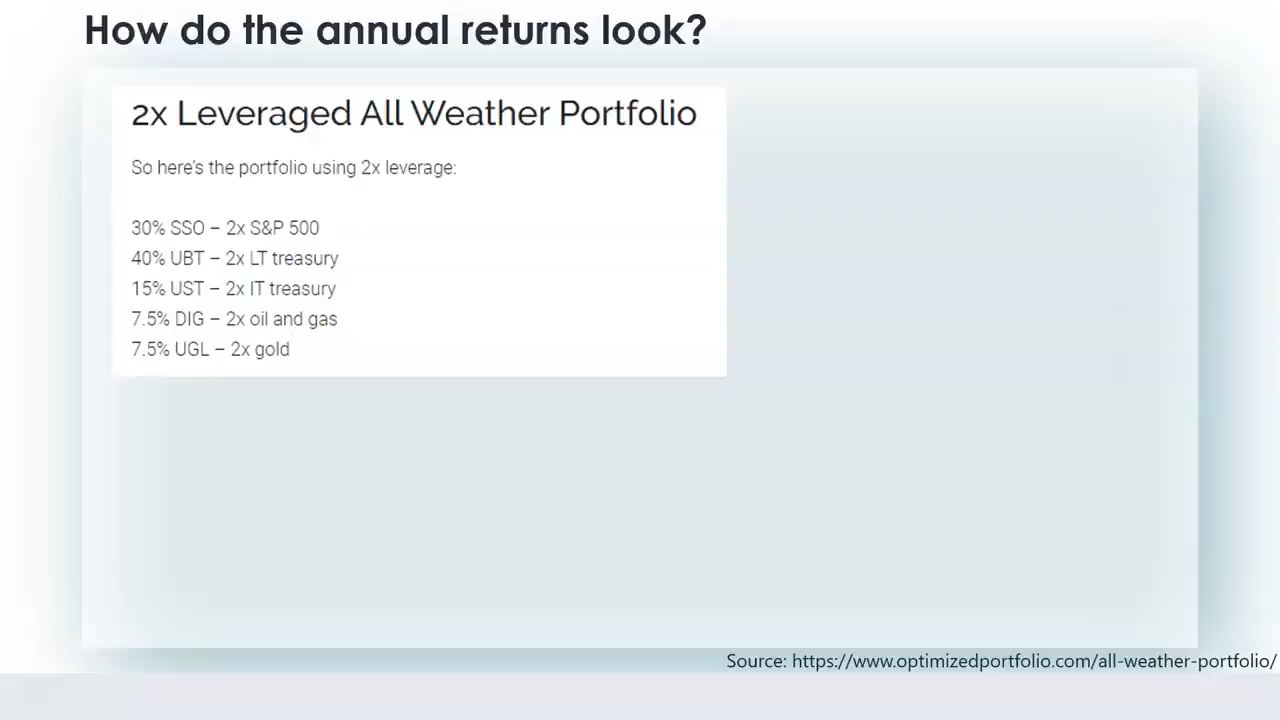 How do the annual returns look?
2x Leveraged All Weather Portfolio
So here's the portfolio using 2x leverage:
30% SSO – 2x S&P 500
40% UBT – 2x LT treasury
15% UST – 2x IT treasury
7.5% DIG – 2x oil and gas
7.5% UGL – 2x gold
Source: https://www.optimizedportfolio.com/all-weather-portfolio/